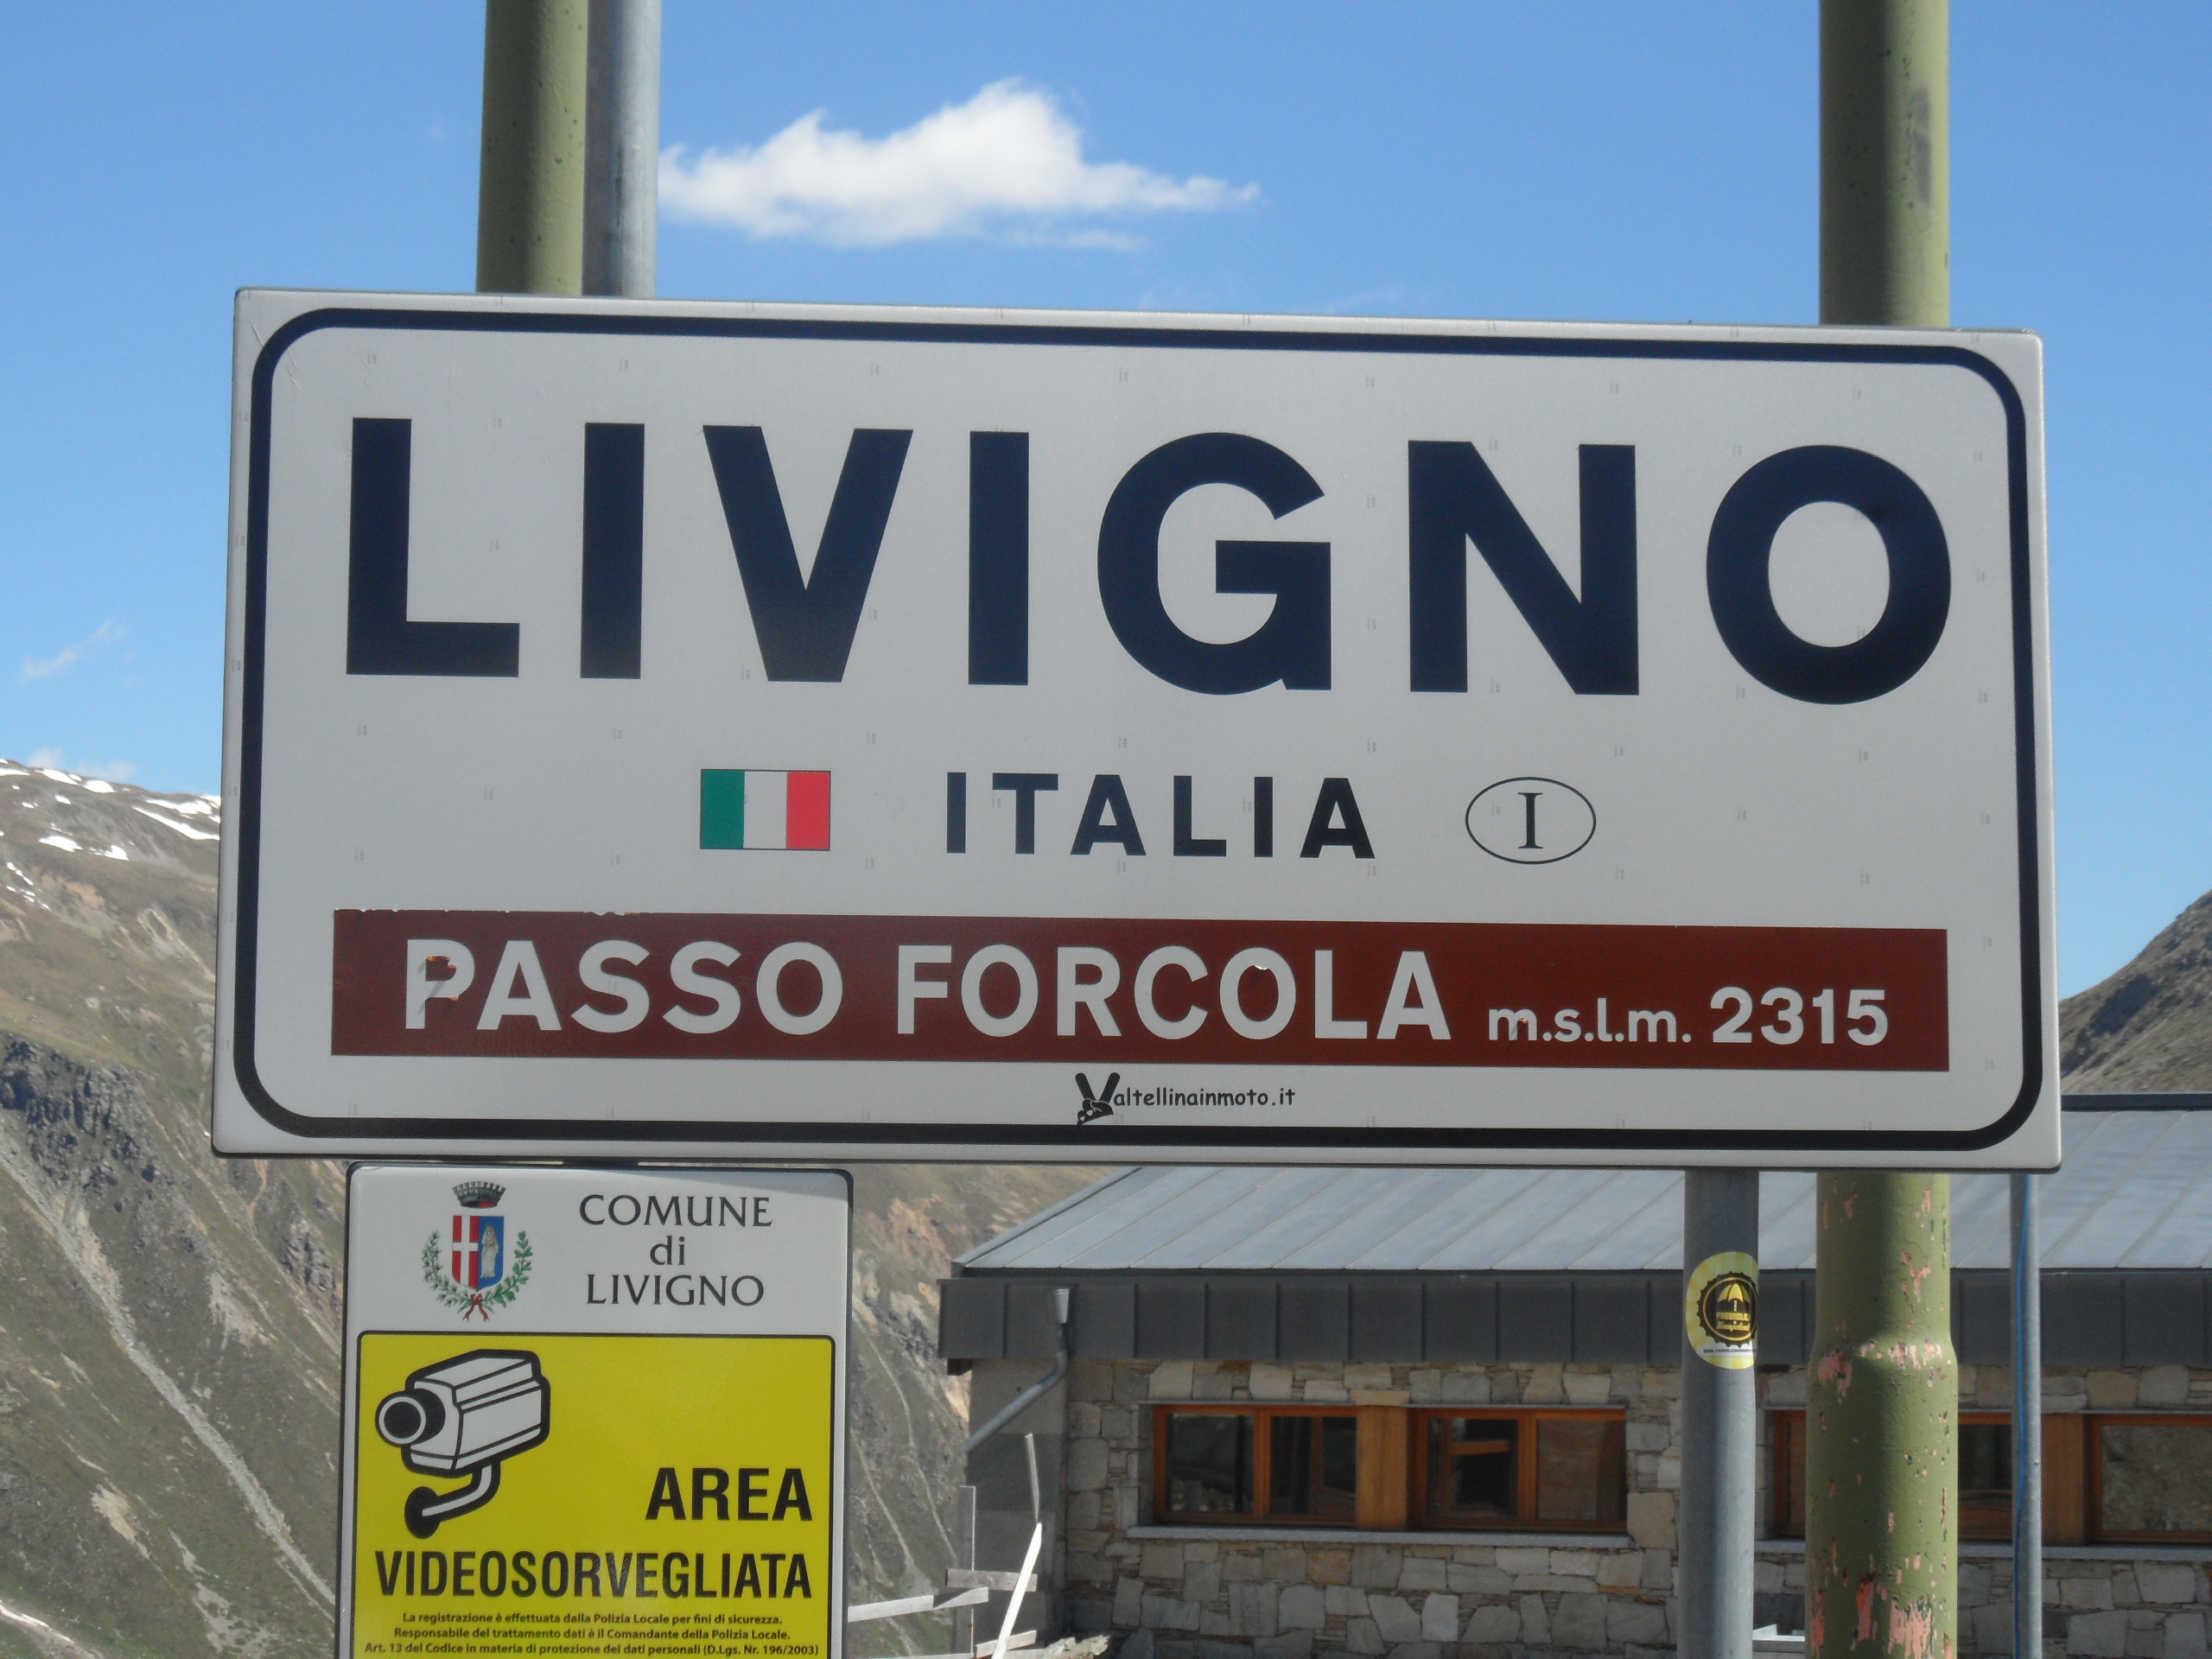 LIVIGNO
ITALIA I
PASSO FORCOLA m.s.l.m. 2315
Valtellinainmoto.it
COMUNE
di
LIVIGNO
AREA
VIDEOSORVEGLIATA
La registrazione è effettuata dalla Polizia Locale per fini di sicurezza.
Responsabile del trattamento dati è il Comandante della Polizia Locale.
Art. 13 del Codice in materia di protezione dei dati personali (D.Lgs. Nr. 196/2003)